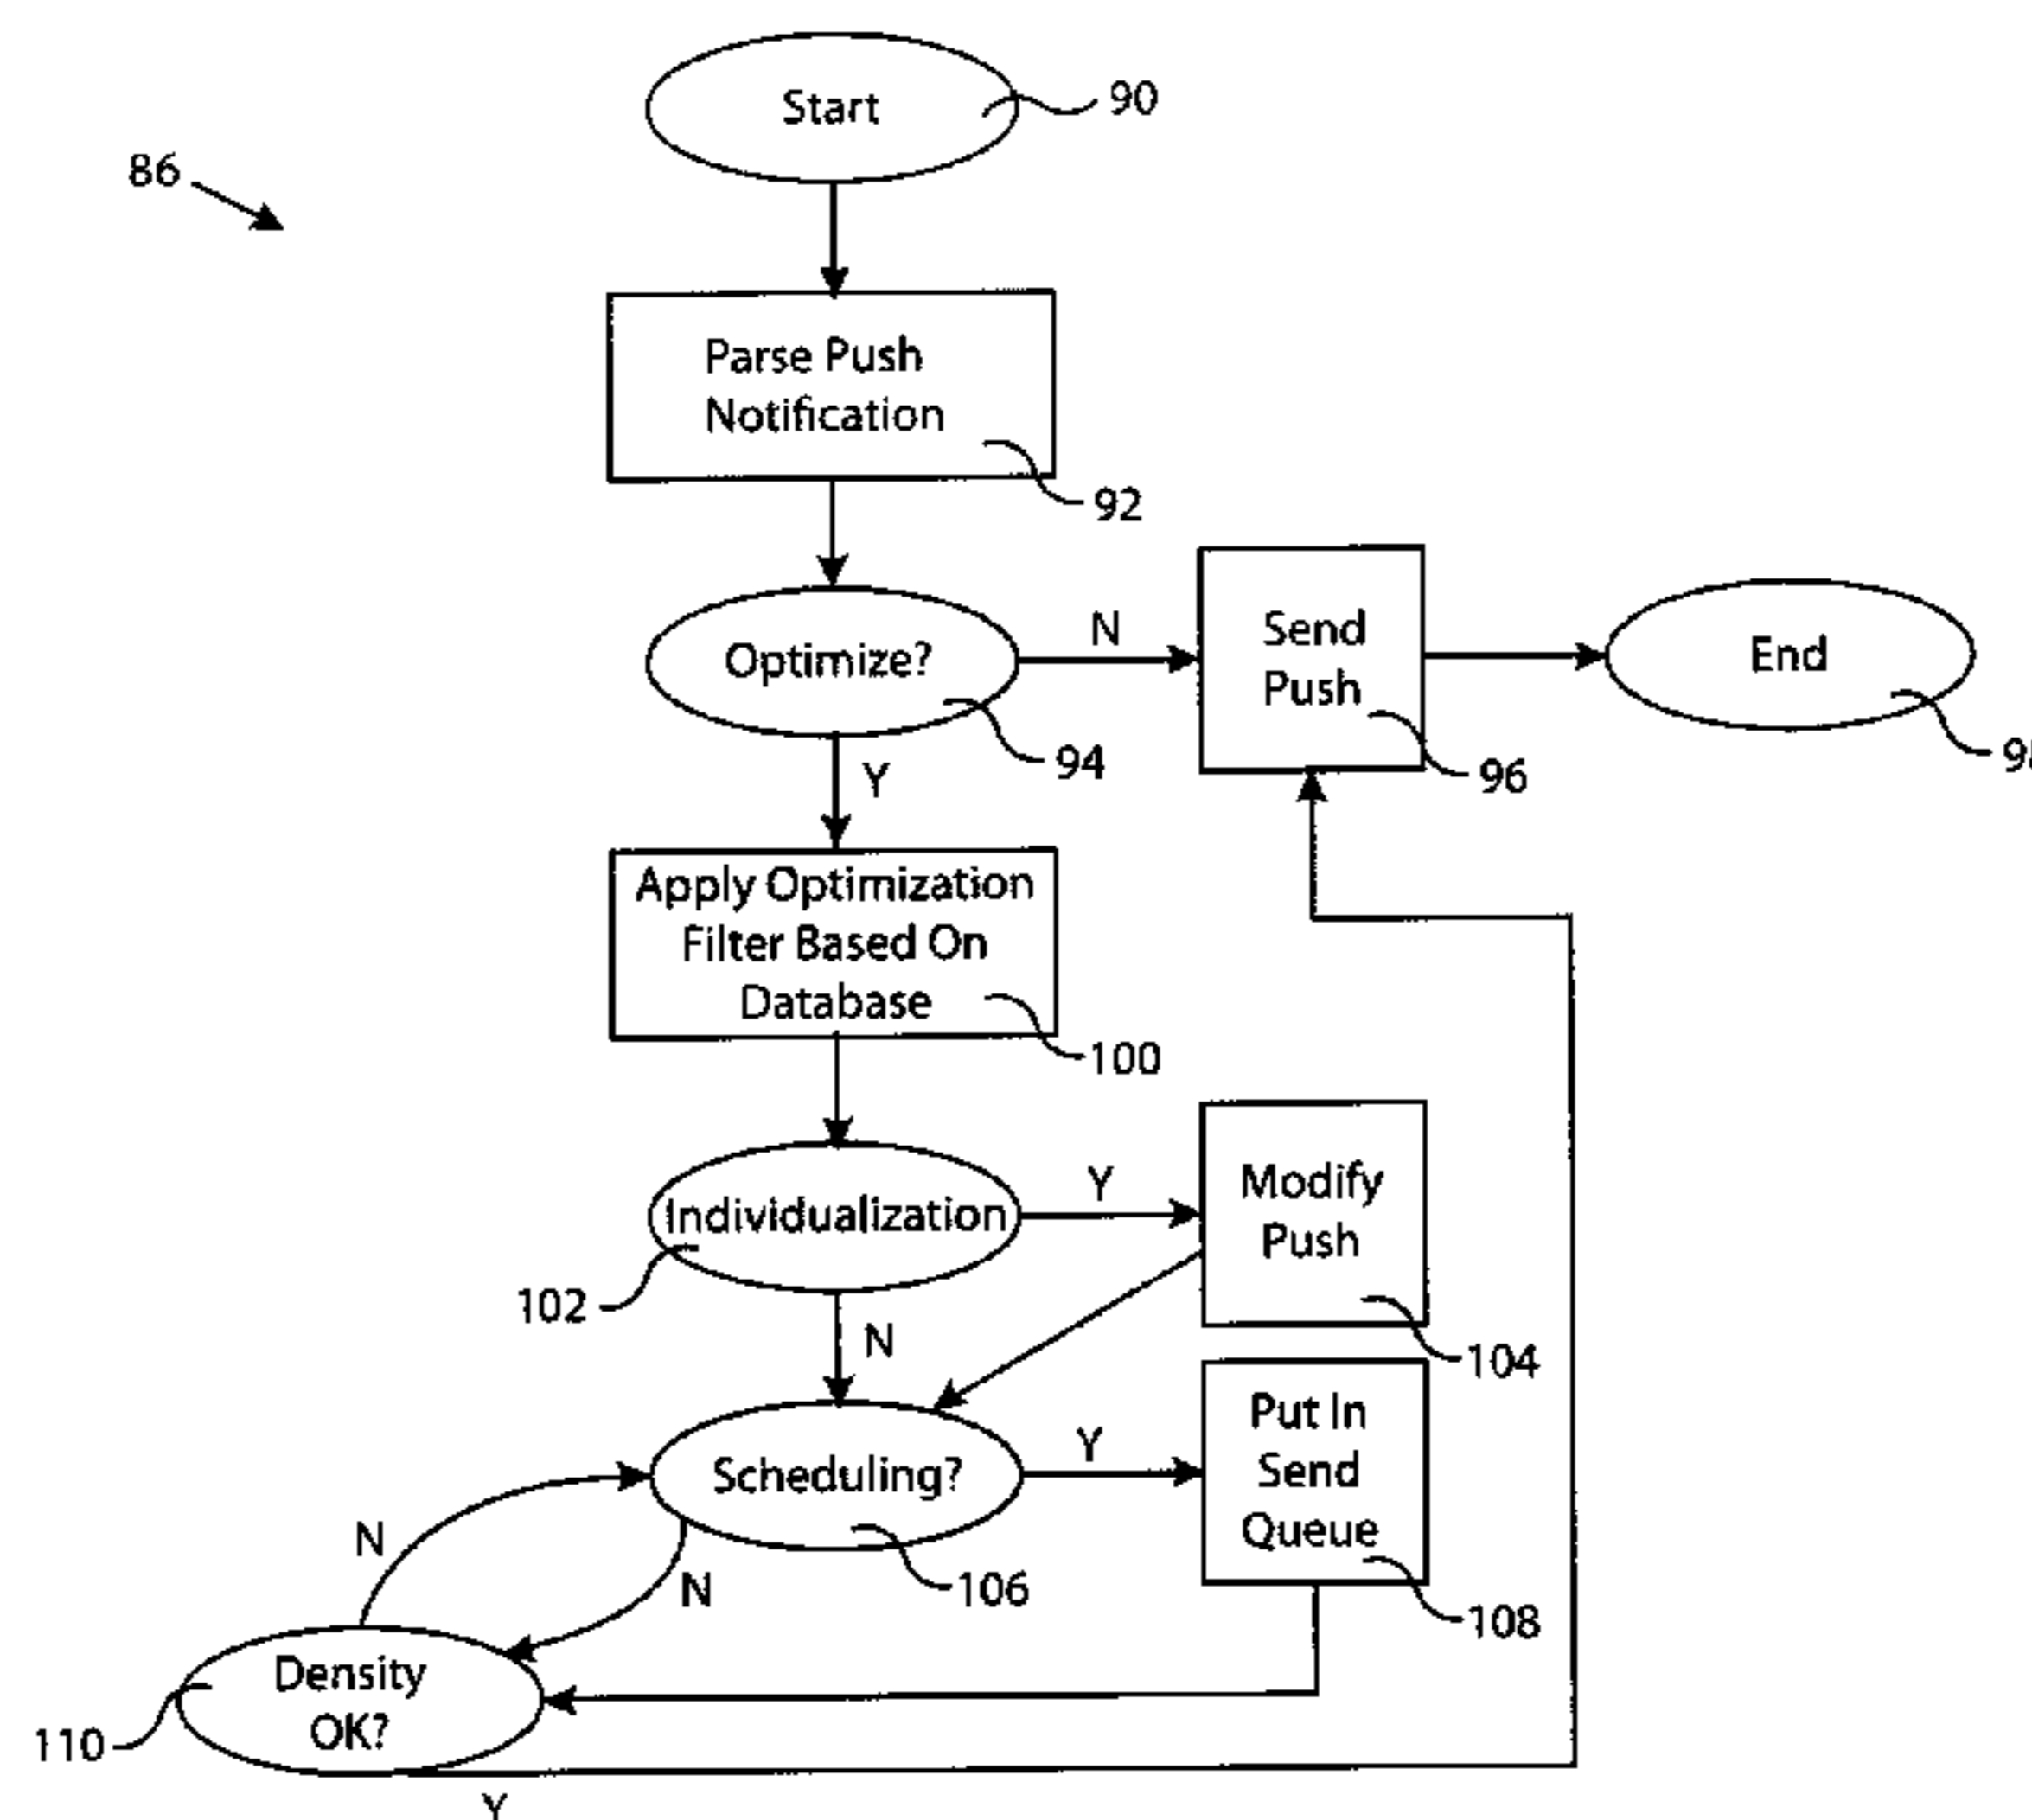 Start
90
86
Parse Push
Notification
92
Optimize?
N
94
Y
Send
Push
96
End
Apply Optimization
Filter Based On
Database
100
Individualization
Y
102
N
Modify
Push
104
Scheduling?
Y
106
N
N
Put In
Send
Queue
108
Density
OK?
110
Y